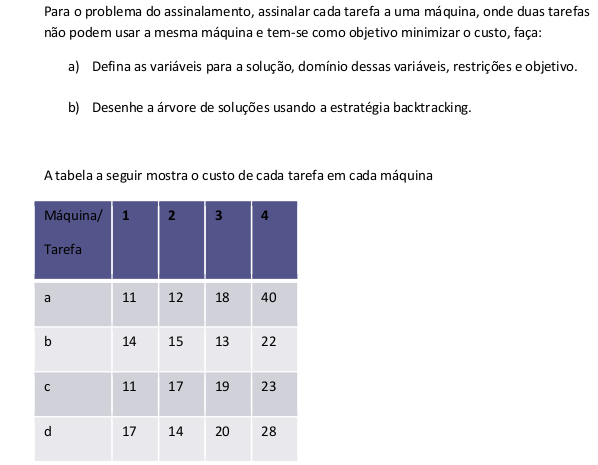 Para o problema do assinalamento, assinalar cada tarefa a uma máquina, onde duas tarefas
não podem usar a mesma máquina e tem-se como objetivo minimizar o custo, faça:
a) Defina as variáveis para a solução, domínio dessas variáveis, restrições e objetivo.
b) Desenhe a árvore de soluções usando a estratégia backtracking.
A tabela a seguir mostra o custo de cada tarefa em cada máquina
Máquina/ 1 2 3 4
Tarefa
a 11 12 18 40
b 14 15 13 22
c 11 17 19 23
d 17 14 20 28